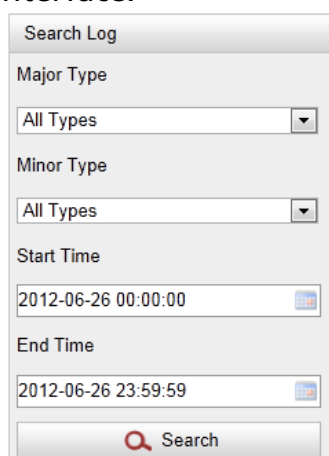 Search Log
Major Type
All Types
Minor Type
All Types
Start Time
2012-06-26 00:00:00
End Time
2012-06-26 23:59:59
Search